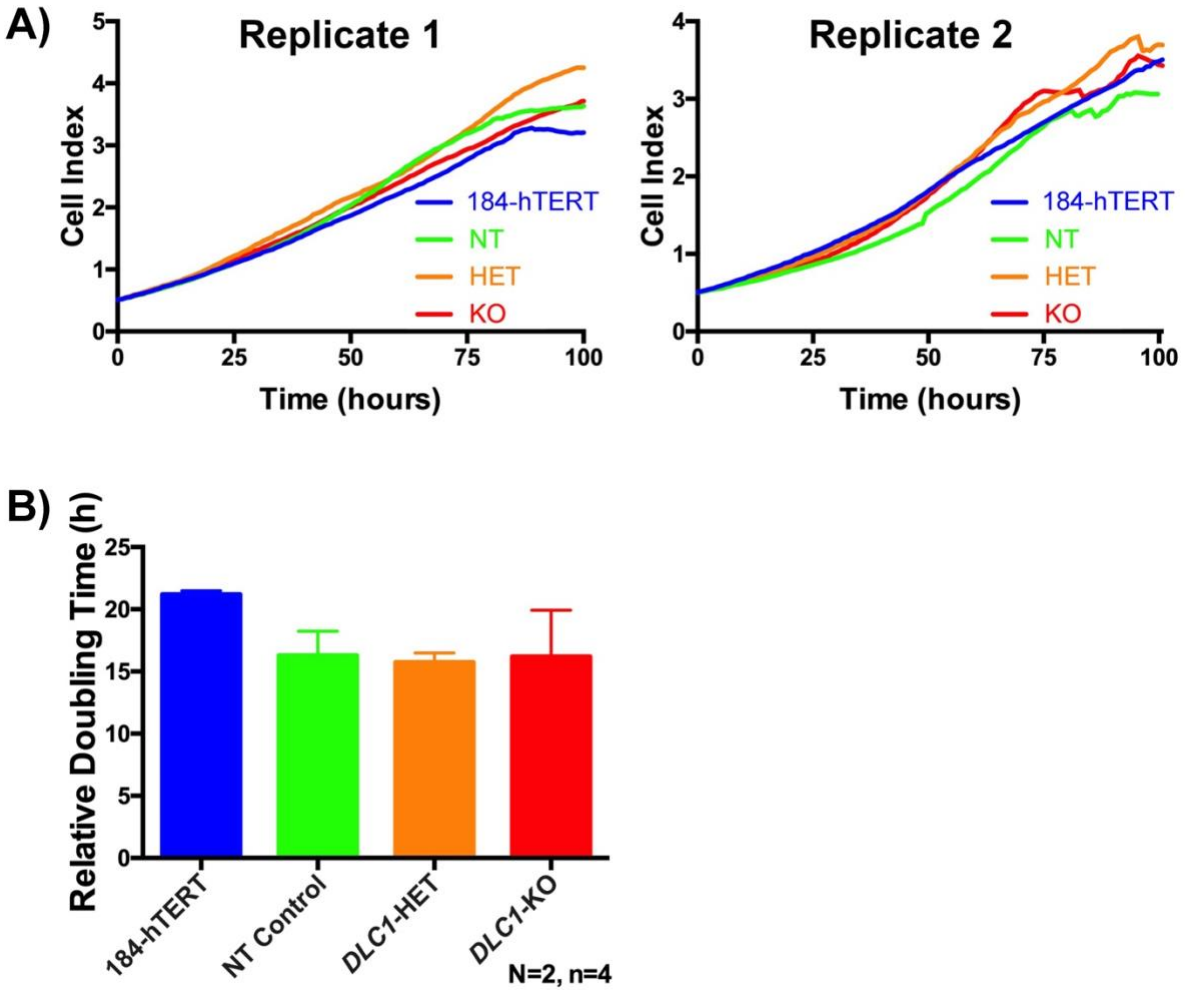 A)
Replicate 1
Cell Index
5
4
3
2
1
0
184-hTERT
NT
HET
KO
0 25 50 75 100
Time (hours)
Replicate 2
Cell Index
4
3
2
1
0
184-hTERT
NT
HET
KO
0 25 50 75 100
Time (hours)
B)
Relative Doubling Time (h)
25
20
15
10
5
0
184-hTERT
NT Control
DLC1-HET
DLC1-KO
N=2, n=4